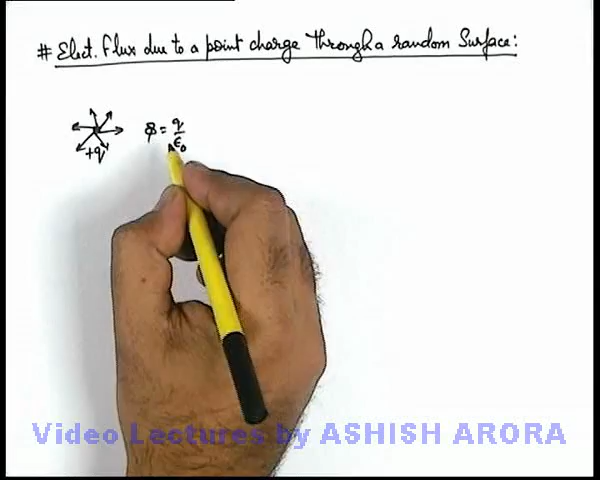 # Elect. Flux due to a point charge Through a random Surface:
+q
φ = q/ε₀
Video Lectures by ASHISH ARORA